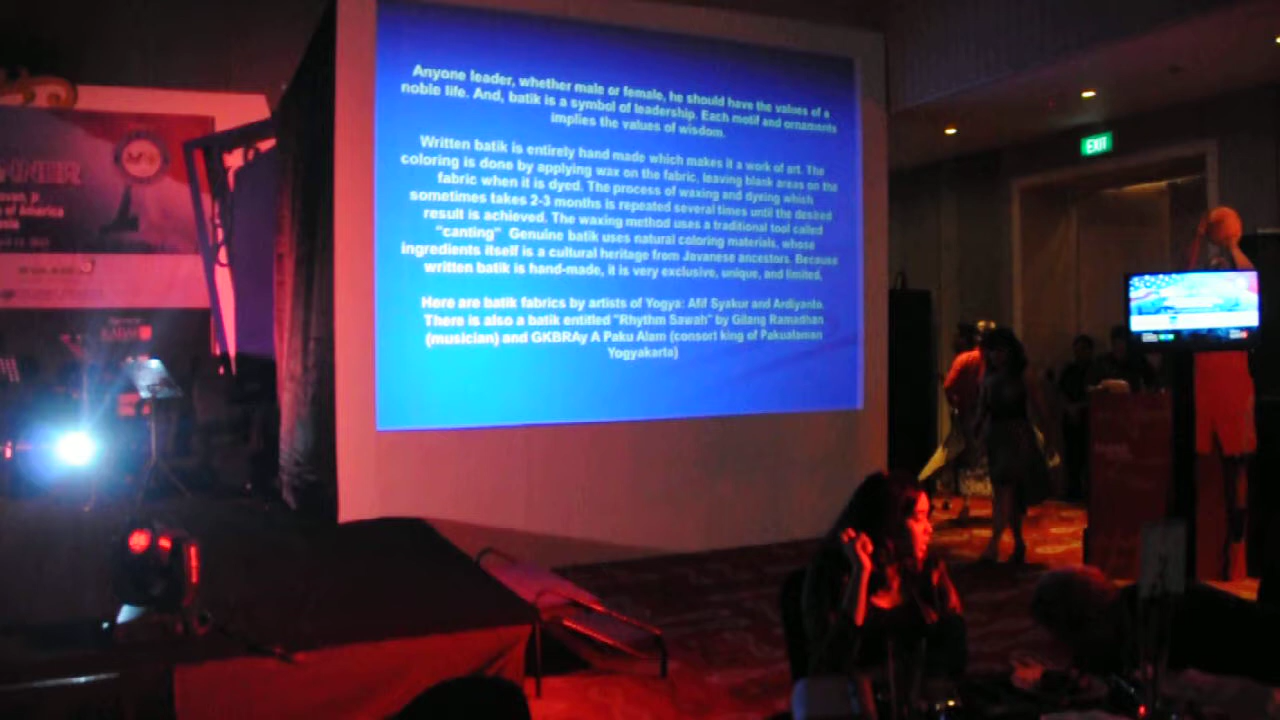 Anyone leader, whether male or female, he should have the values of a
noble life. And, batik is a symbol of leadership. Each motif and ornaments
implies the values of wisdom.
Written batik is entirely hand made which makes it a work of art. The
coloring is done by applying wax on the fabric, leaving blank areas on the
fabric when it is dyed. The process of waxing and dyeing which
sometimes takes 2-3 months is repeated several times until the desired
result is achieved. The waxing method uses a traditional tool called
"canting" Genuine batik uses natural coloring materials, whose
ingredients itself is a cultural heritage from Javanese ancestors. Because
written batik is hand-made, it is very exclusive, unique, and limited.
Here are batik fabrics by artists of Yogya: Afif Syakur and Ardiyanto.
There is also a batik entitled "Rhythm Sawah" by Gilang Ramadhan
(musician) and GKBRAy A Paku Alam (consort king of Pakualaman
Yogyakarta)
EXIT
of America